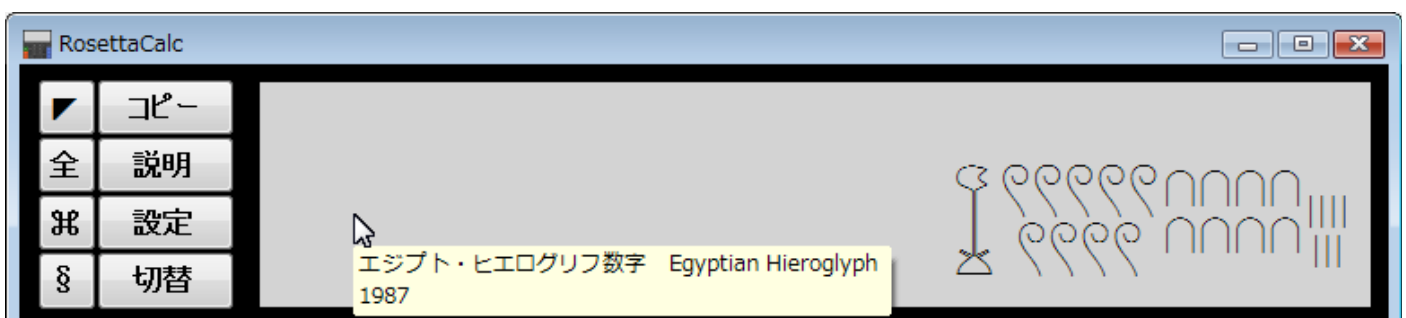 RosettaCalc
◤ コピー
全 説明
⌘ 設定
§ 切替
𓆼𓍪𓎍𓐀
エジプト・ヒエログリフ数字　Egyptian Hieroglyph
1987